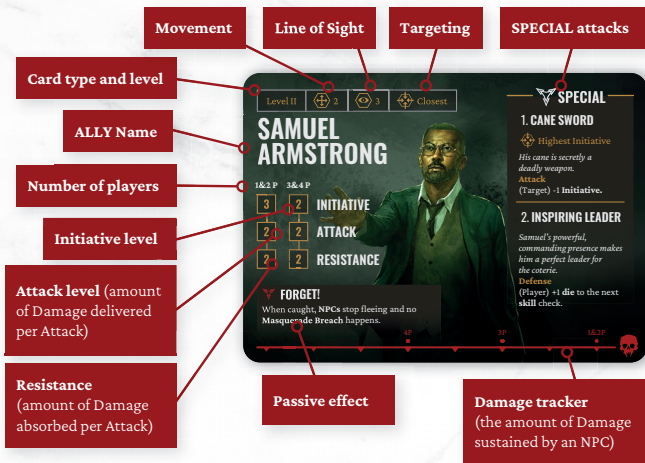 Movement
Line of Sight
Targeting
SPECIAL attacks
Card type and level
ALLY Name
Number of players
Initiative level
Attack level (amount
of Damage delivered
per Attack)
Resistance
(amount of Damage
absorbed per Attack)
Passive effect
Damage tracker
(the amount of Damage
sustained by an NPC)
Level II
2
3
Closest
SAMUEL
ARMSTRONG
1&2 P 3&4 P
3 2 INITIATIVE
2 2 ATTACK
2 2 RESISTANCE
FORGET!
When caught, NPCs stop fleeing and no
Masquerade Breach happens.
SPECIAL
1. CANE SWORD
Highest Initiative
His cane is secretly a
deadly weapon.
Attack
(Target) -1 Initiative.
2. INSPIRING LEADER
Samuel's powerful,
commanding presence makes
him a perfect leader for
the coterie.
Defense
(Player) +1 die to the next
skill check.
4P 3P 1&2P